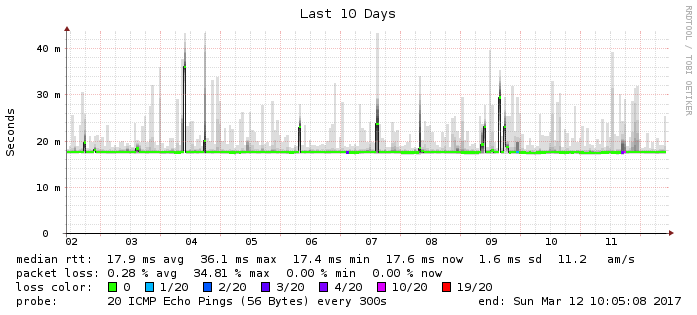 Last 10 Days
RRDTOOL / TOBI OETIKER
Seconds
40 m
30 m
20 m
10 m
0
02 03 04 05 06 07 08 09 10 11
median rtt: 17.9 ms avg 36.1 ms max 17.4 ms min 17.6 ms now 1.6 ms sd 11.2 am/s
packet loss: 0.28 % avg 34.81 % max 0.00 % min 0.00 % now
loss color: 0 1/20 2/20 3/20 4/20 10/20 19/20
probe: 20 ICMP Echo Pings (56 Bytes) every 300s end: Sun Mar 12 10:05:08 2017